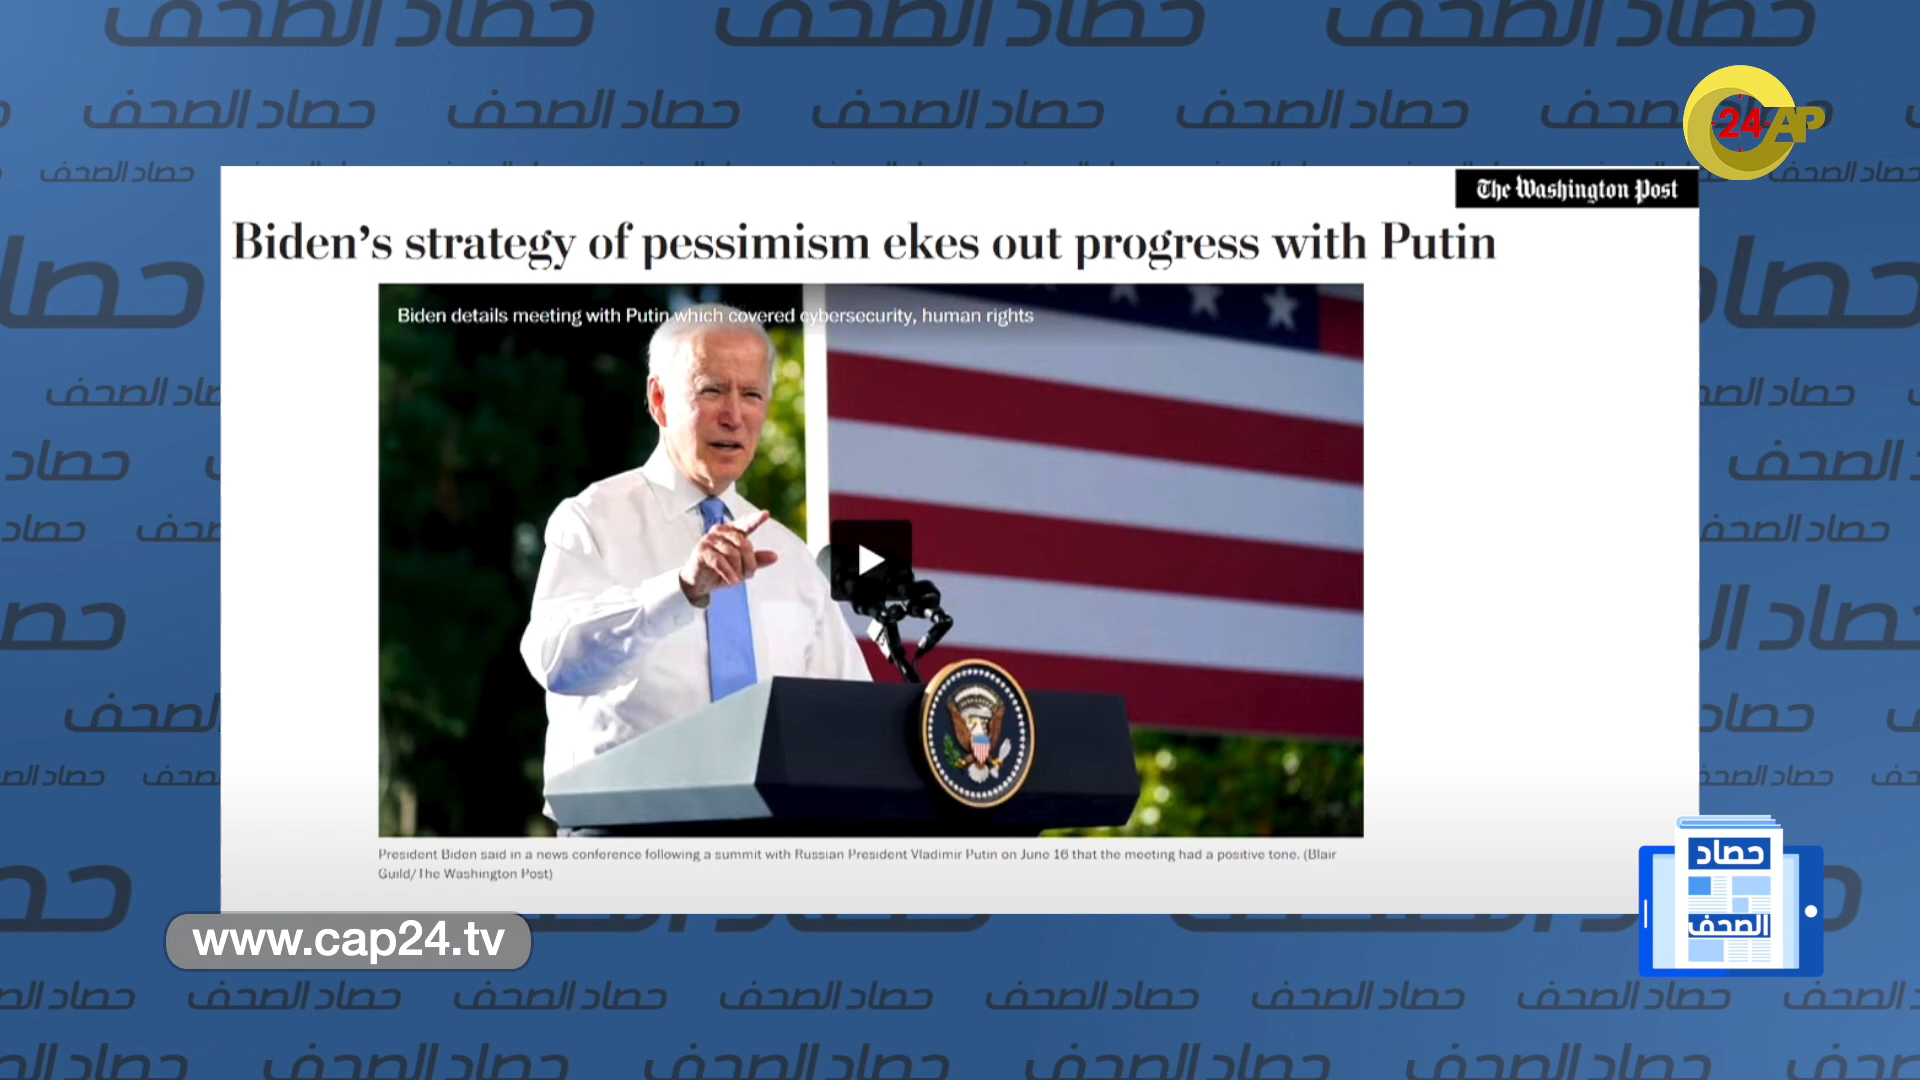 24AP
The Washington Post
Biden's strategy of pessimism ekes out progress with Putin
Biden details meeting with Putin which covered cybersecurity, human rights
President Biden said in a news conference following a summit with Russian President Vladimir Putin on June 16 that the meeting had a positive tone. (Blair
Guild/The Washington Post)
www.cap24.tv
حصاد
الصحف
حصاد الصحف